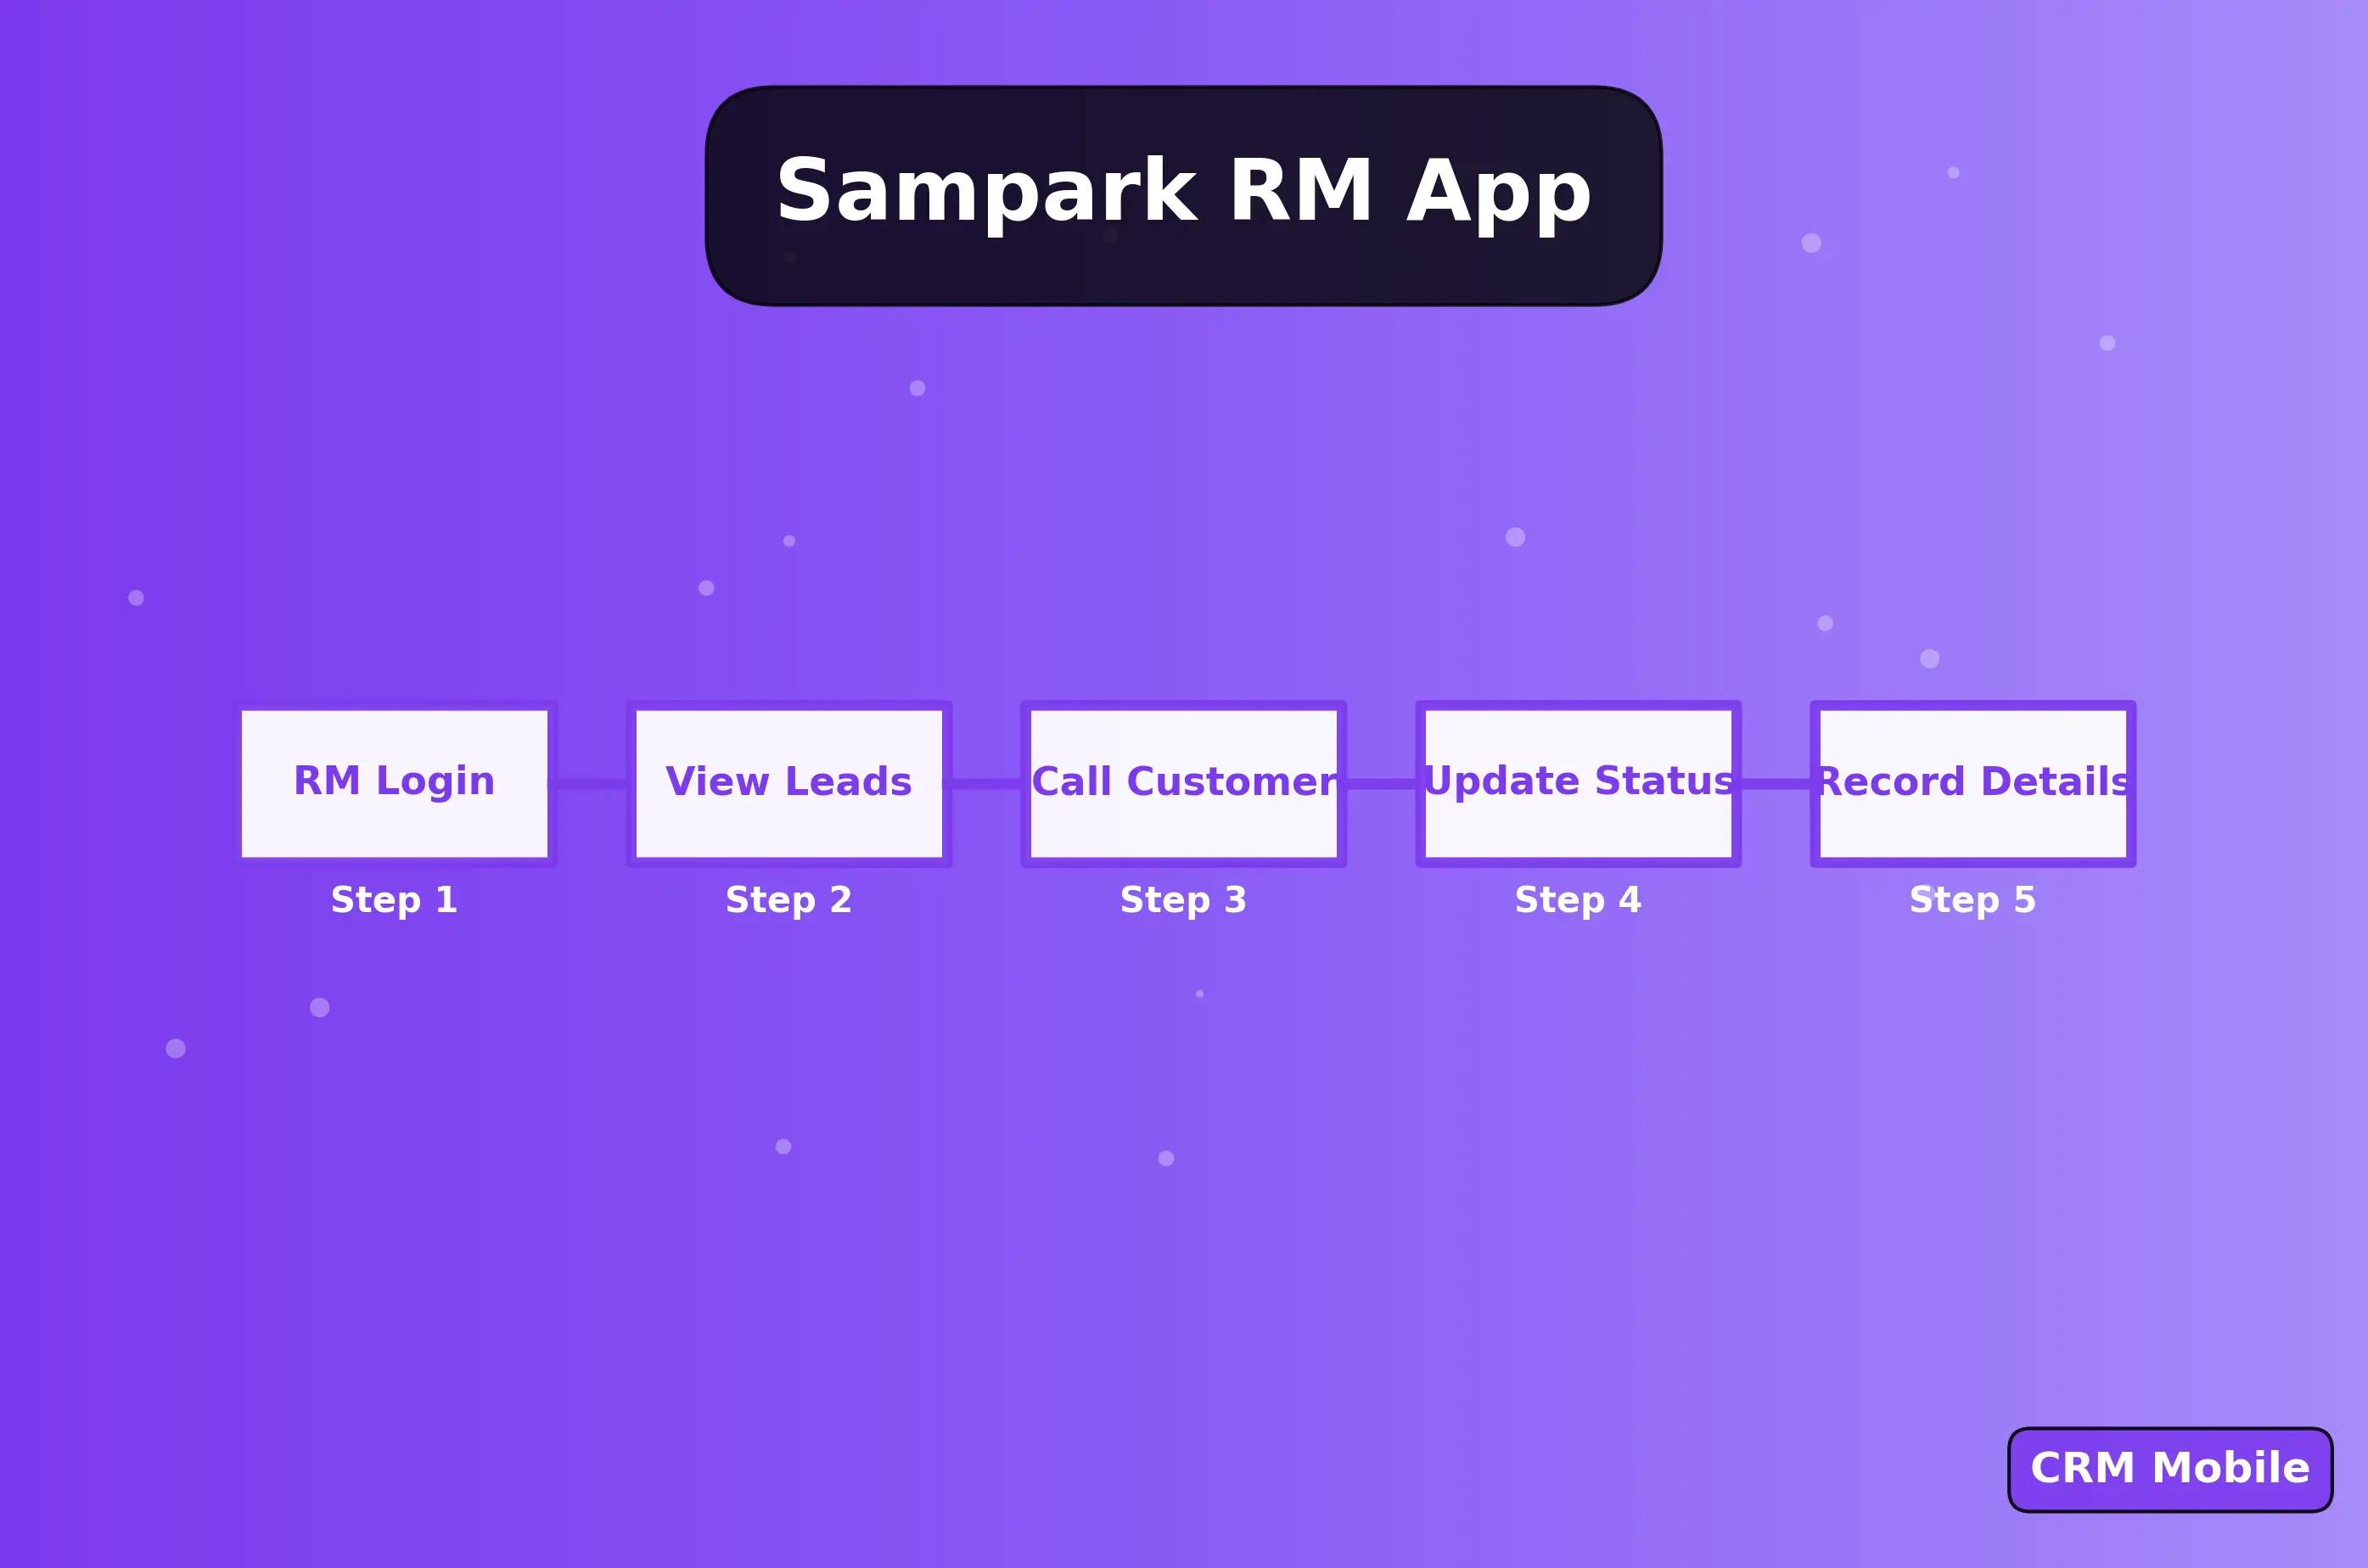 Sampark RM App
RM Login
View Leads
Call Customer
Update Status
Record Details
Step 1
Step 2
Step 3
Step 4
Step 5
CRM Mobile